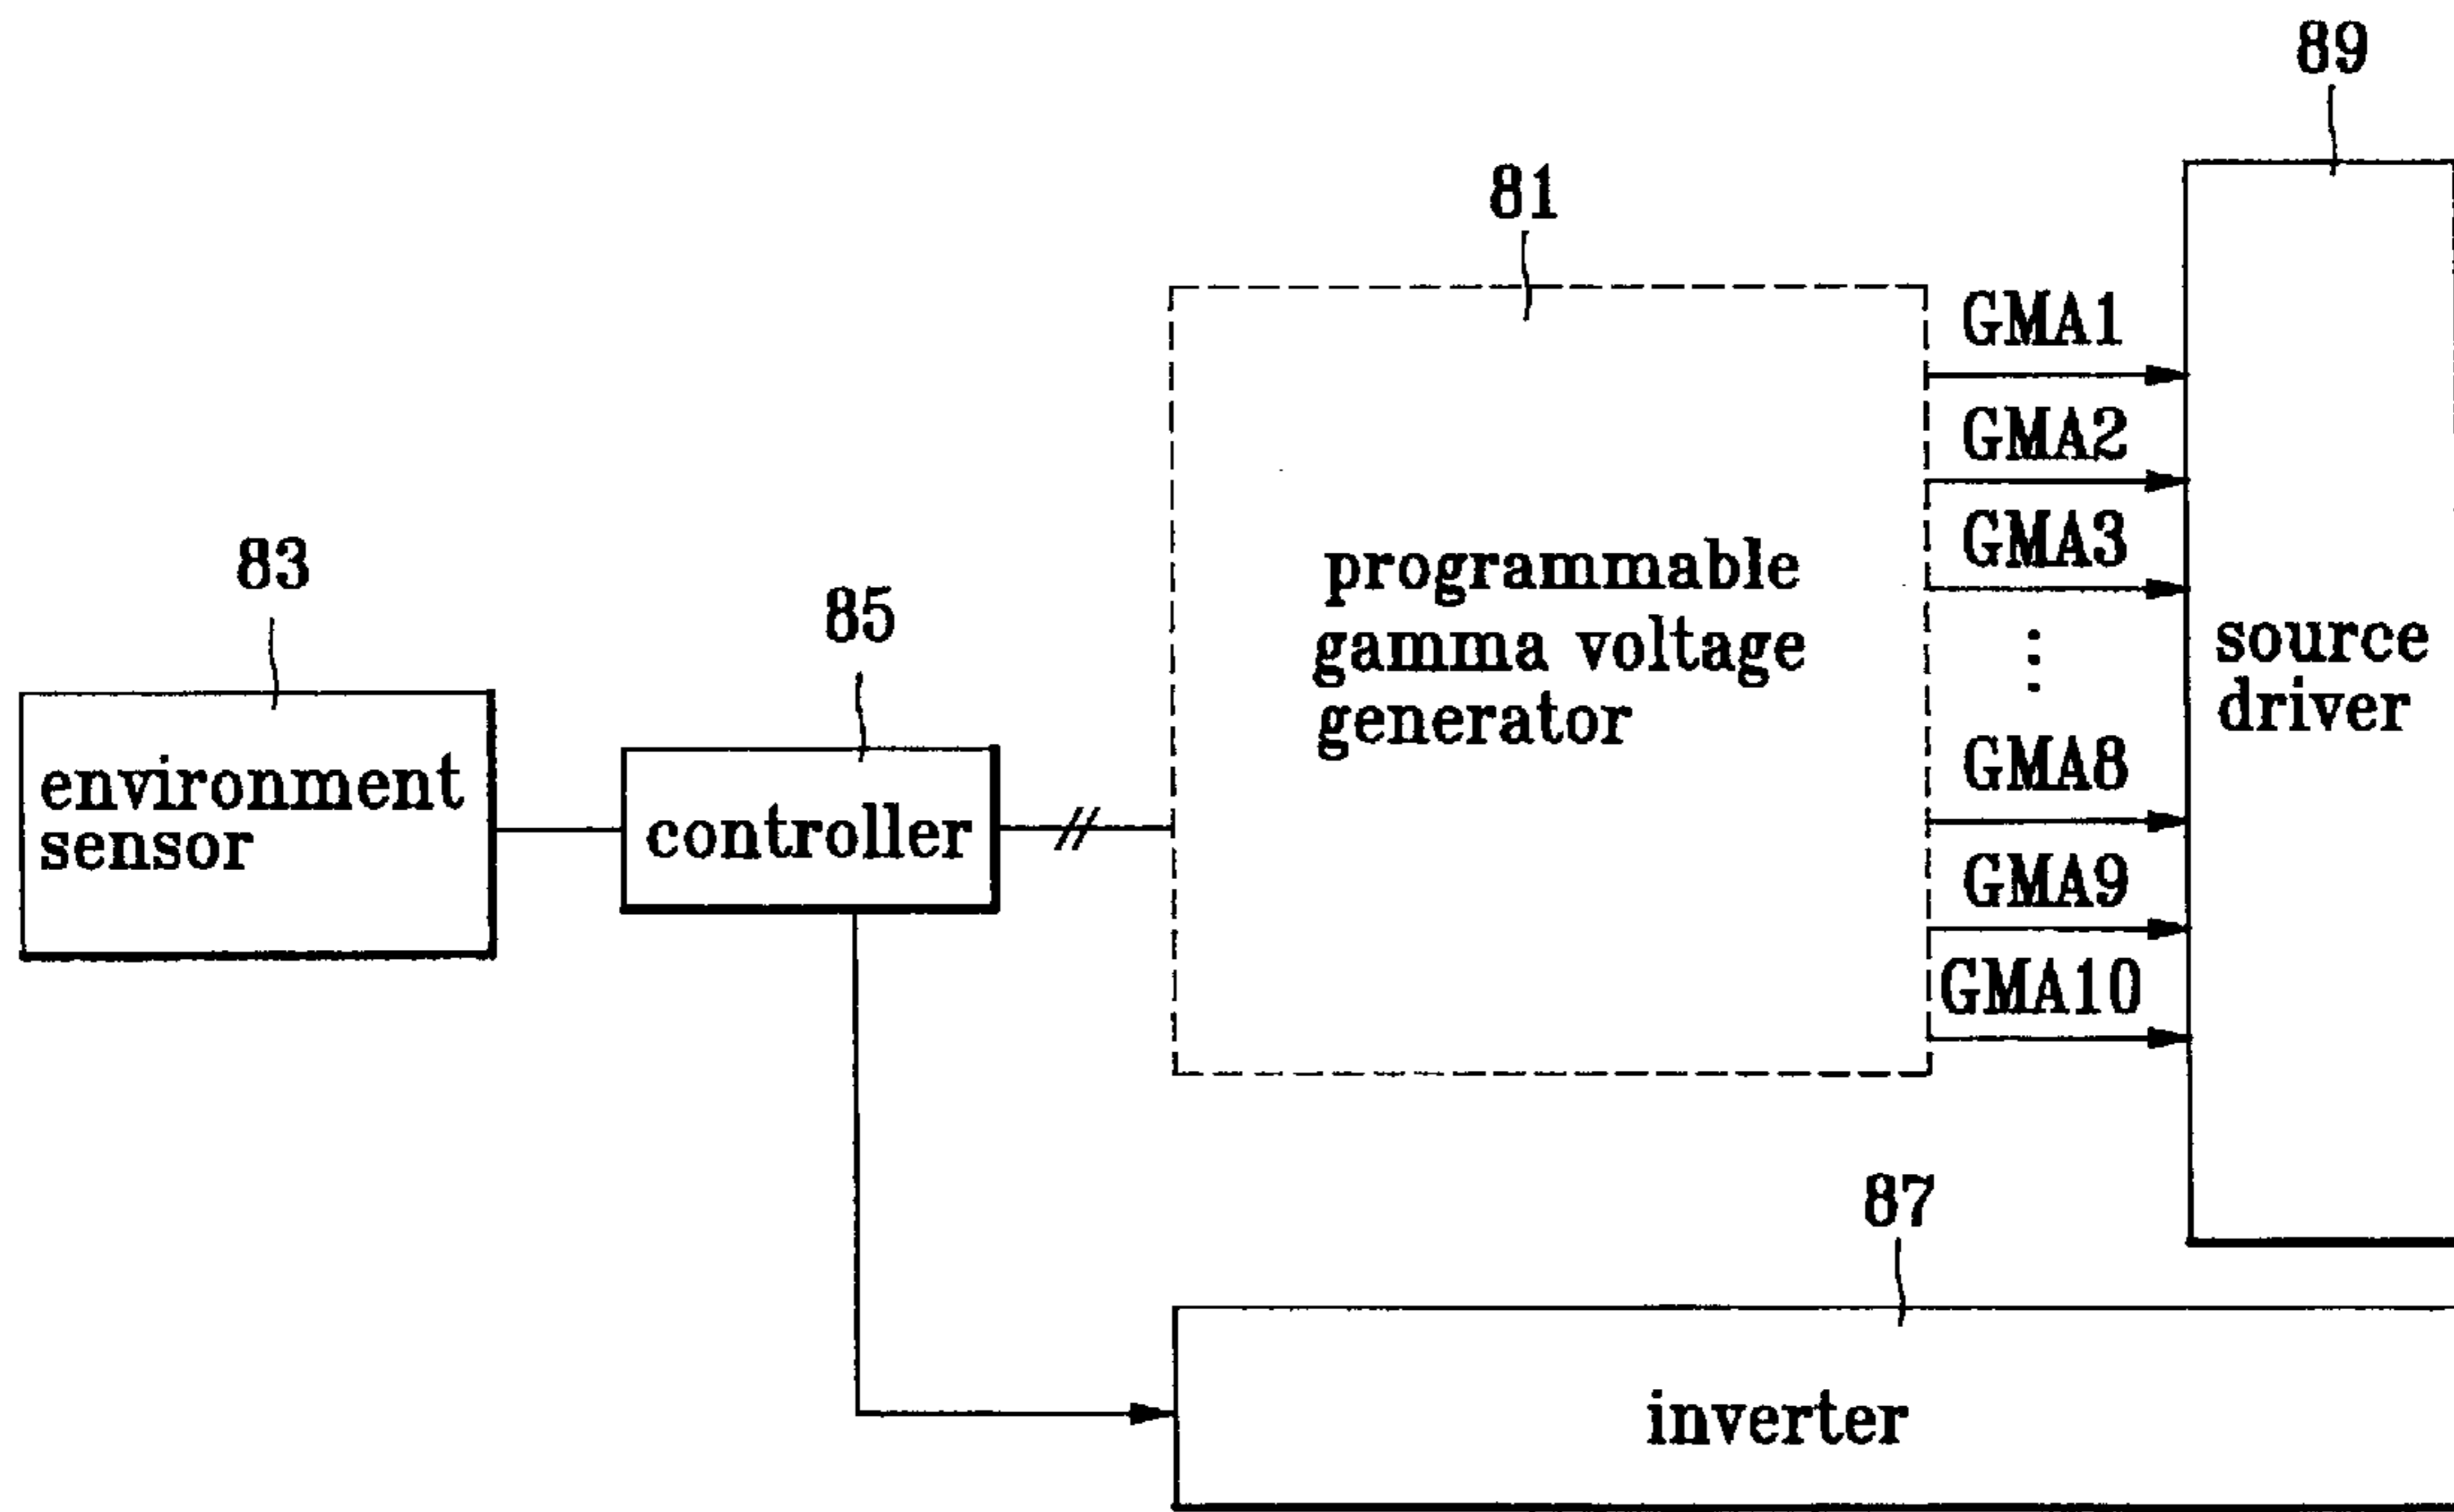 89
81
GMA1
GMA2
GMA3
83
85
programmable
gamma voltage
generator
source
driver
environment
sensor
controller
GMA8
GMA9
GMA10
87
inverter